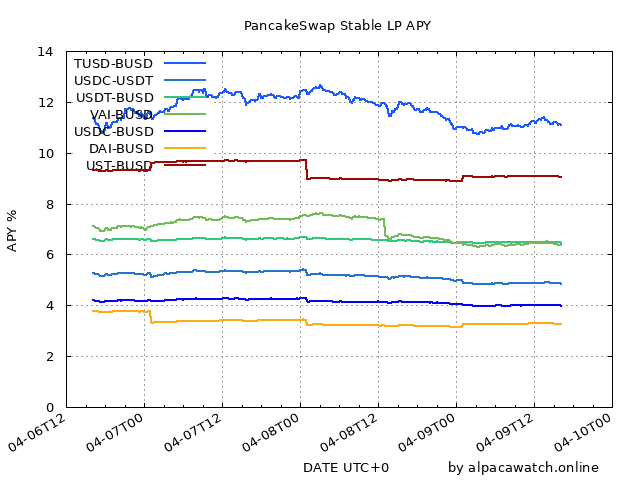 PancakeSwap Stable LP APY
14
12
10
8
6
4
2
0
APY %
TUSD-BUSD
USDC-USDT
USDT-BUSD
VAI-BUSD
USDC-BUSD
DAI-BUSD
UST-BUSD
04-06T12
04-07T00
04-07T12
04-08T00
04-08T12
04-09T00
04-09T12
04-10T00
DATE UTC+0
by alpacawatch.online